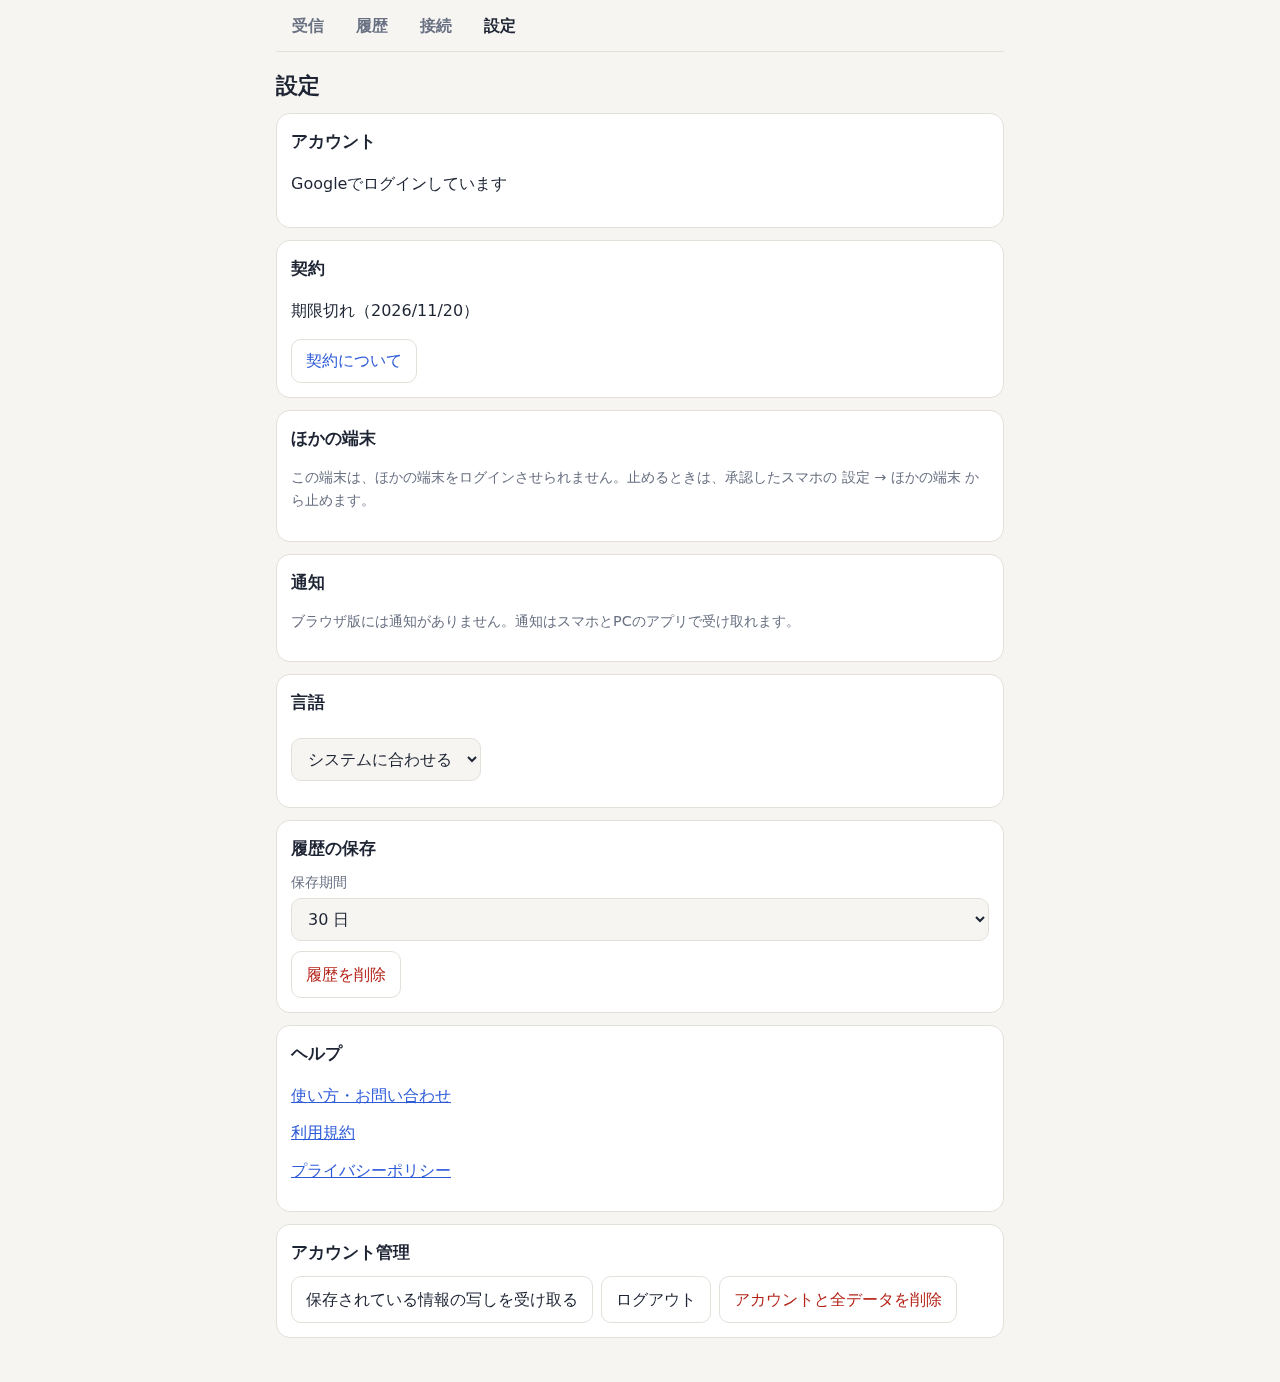 受信 履歴 接続 設定
設定
アカウント
Googleでログインしています
契約
期限切れ（2026/11/20）
契約について
ほかの端末
この端末は、ほかの端末をログインさせられません。止めるときは、承認したスマホの 設定 → ほかの端末 か
ら止めます。
通知
ブラウザ版には通知がありません。通知はスマホとPCのアプリで受け取れます。
言語
システムに合わせる
履歴の保存
保存期間
30 日
履歴を削除
ヘルプ
使い方・お問い合わせ
利用規約
プライバシーポリシー
アカウント管理
保存されている情報の写しを受け取る ログアウト アカウントと全データを削除